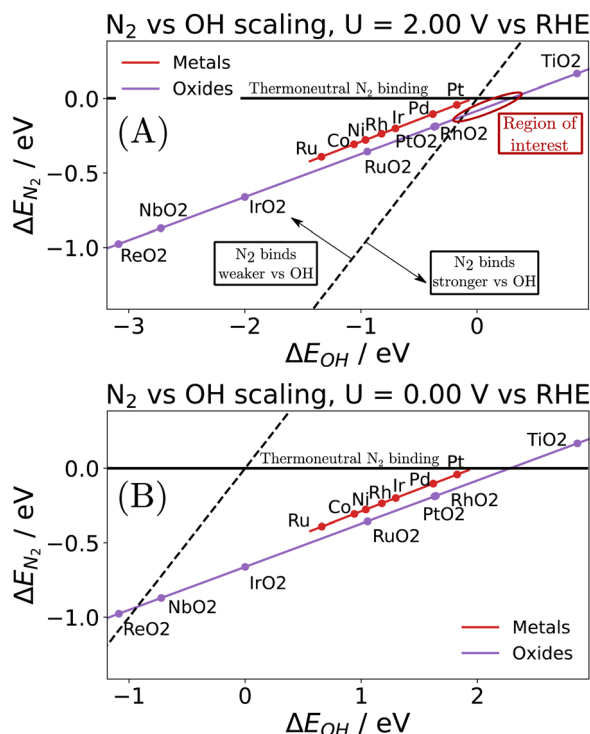 N₂ vs OH scaling, U = 2.00 V vs RHE
Metals
Oxides
Thermoneutral N₂ binding
TiO2
Pt
Pd
Ir
Rh
Ni
Co
Ru
RhO2
PtO2
RuO2
IrO2
NbO2
ReO2
(A)
Region of
interest
N₂ binds
weaker vs OH
N₂ binds
stronger vs OH
0.0
−0.5
−1.0
ΔE_N₂ / eV
−3 −2 −1 0
ΔE_OH / eV
N₂ vs OH scaling, U = 0.00 V vs RHE
Thermoneutral N₂ binding
TiO2
Pt
Pd
Ir
Rh
Ni
Co
Ru
RhO2
PtO2
RuO2
IrO2
NbO2
ReO2
(B)
Metals
Oxides
0.0
−0.5
−1.0
ΔE_N₂ / eV
−1 0 1 2
ΔE_OH / eV